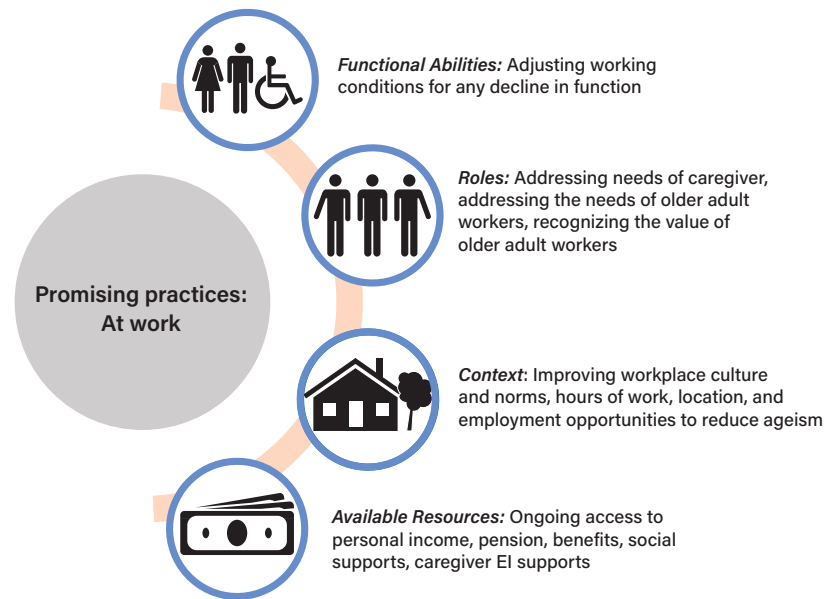 Functional Abilities: Adjusting working
conditions for any decline in function
Roles: Addressing needs of caregiver,
addressing the needs of older adult
workers, recognizing the value of
older adult workers
Promising practices:
At work
Context: Improving workplace culture
and norms, hours of work, location, and
employment opportunities to reduce ageism
Available Resources: Ongoing access to
personal income, pension, benefits, social
supports, caregiver EI supports